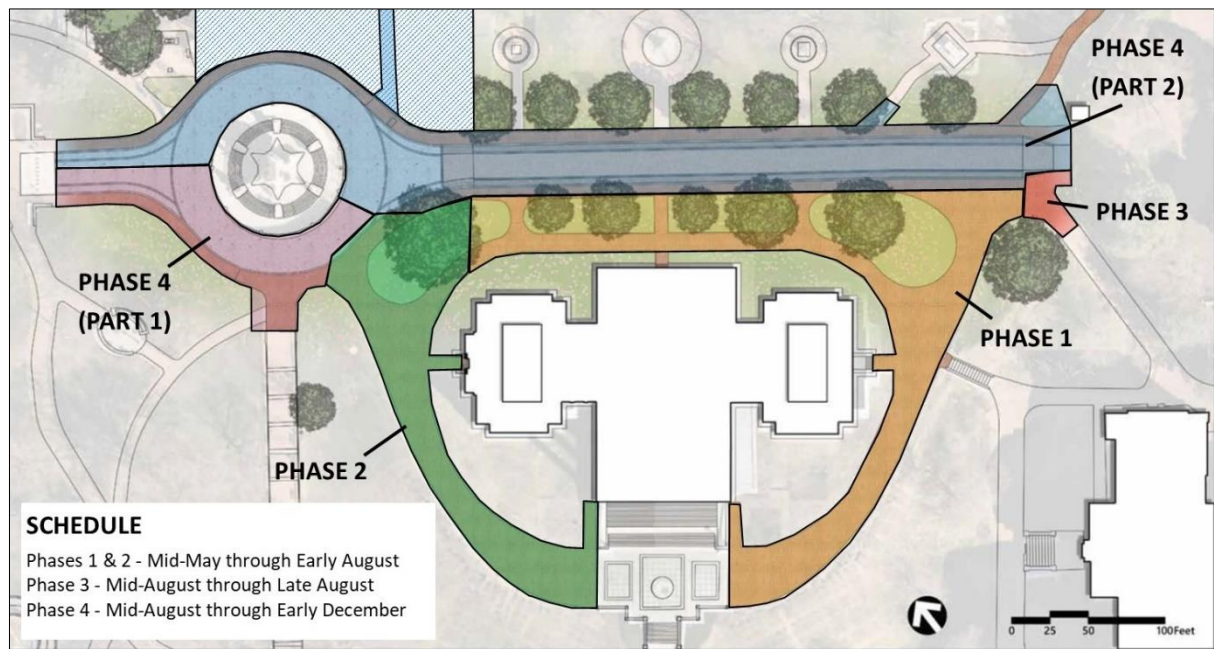 PHASE 4
(PART 2)
PHASE 3
PHASE 4
(PART 1)
PHASE 1
PHASE 2
SCHEDULE
Phases 1 & 2 - Mid-May through Early August
Phase 3 - Mid-August through Late August
Phase 4 - Mid-August through Early December
0 25 50 100 Feet